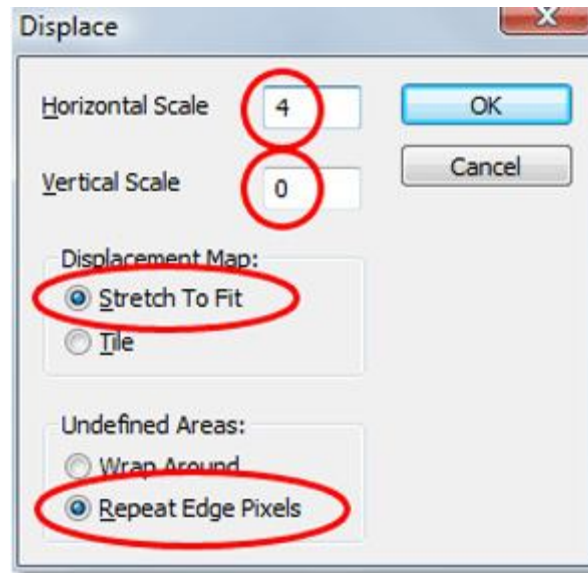 Displace
Horizontal Scale 4 OK
Vertical Scale 0 Cancel
Displacement Map:
Stretch To Fit
Tile
Undefined Areas:
Wrap Around
Repeat Edge Pixels